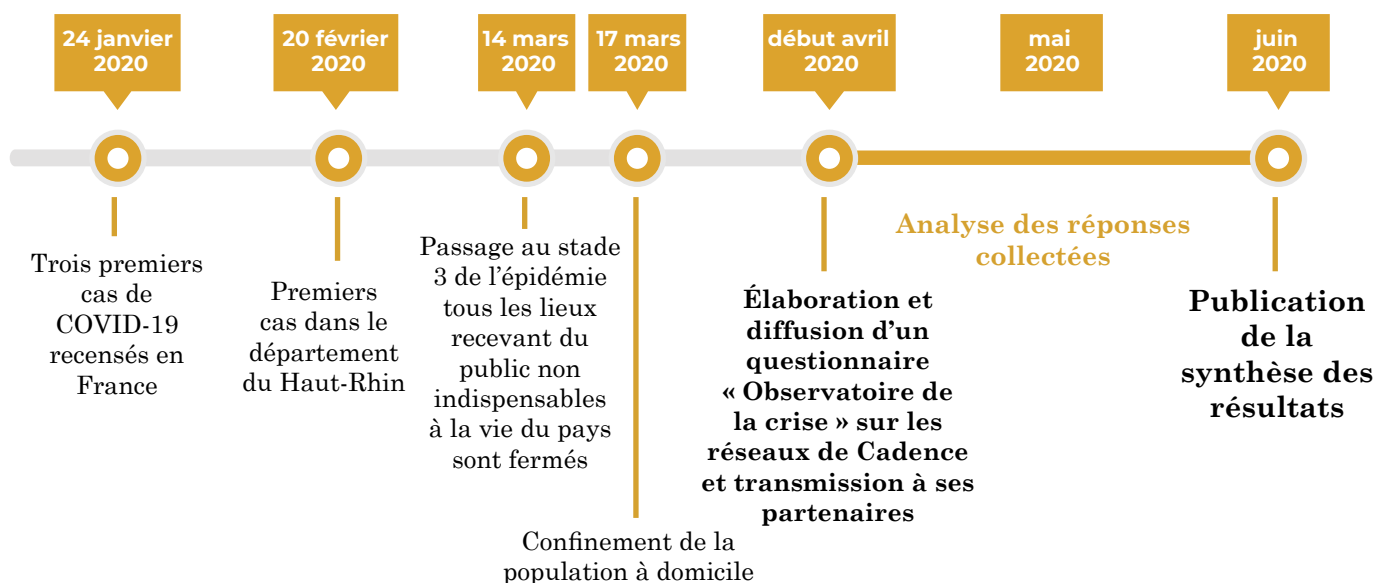 24 janvier
2020
20 février
2020
14 mars
2020
17 mars
2020
début avril
2020
mai
2020
juin
2020
Trois premiers
cas de
COVID-19
recensés en
France
Premiers
cas dans le
département
du Haut-Rhin
Passage au stade
3 de l’épidémie
tous les lieux
recevant du
public non
indispensables
à la vie du pays
sont fermés
Confinement de la
population à domicile
Élaboration et
diffusion d’un
questionnaire
« Observatoire de
la crise » sur les
réseaux de Cadence
et transmission à ses
partenaires
Analyse des réponses
collectées
Publication
de la
synthèse des
résultats